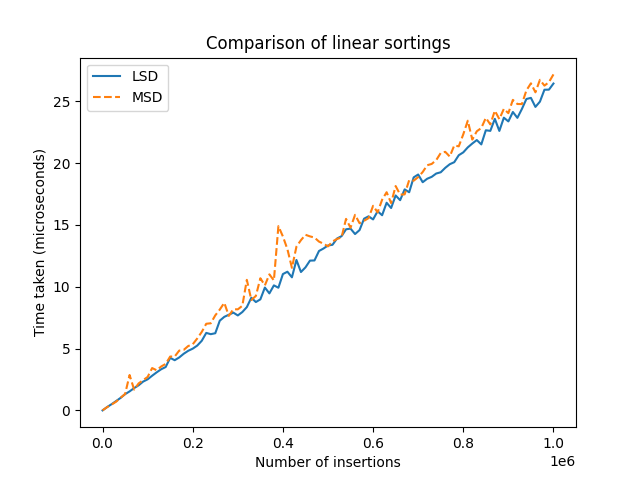 Comparison of linear sortings
LSD
MSD
Time taken (microseconds)
25
20
15
10
5
0
0.0 0.2 0.4 0.6 0.8 1.0
1e6
Number of insertions